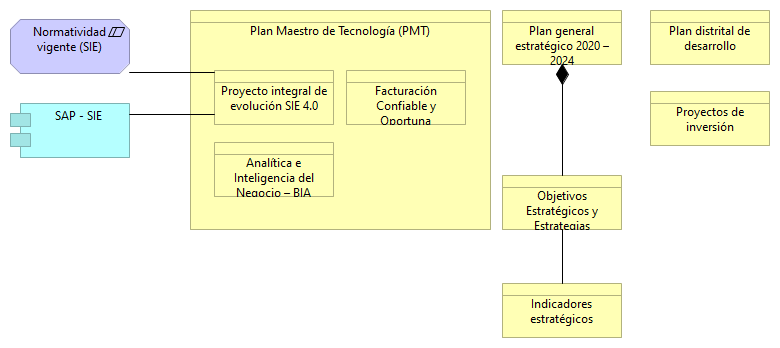 Normatividad
vigente (SIE)
SAP - SIE
Plan Maestro de Tecnología (PMT)
Proyecto integral de
evolución SIE 4.0
Facturación
Confiable y
Oportuna
Analítica e
Inteligencia del
Negocio – BIA
Plan general
estratégico 2020 –
2024
Objetivos
Estratégicos y
Estrategias
Indicadores
estratégicos
Plan distrital de
desarrollo
Proyectos de
inversión